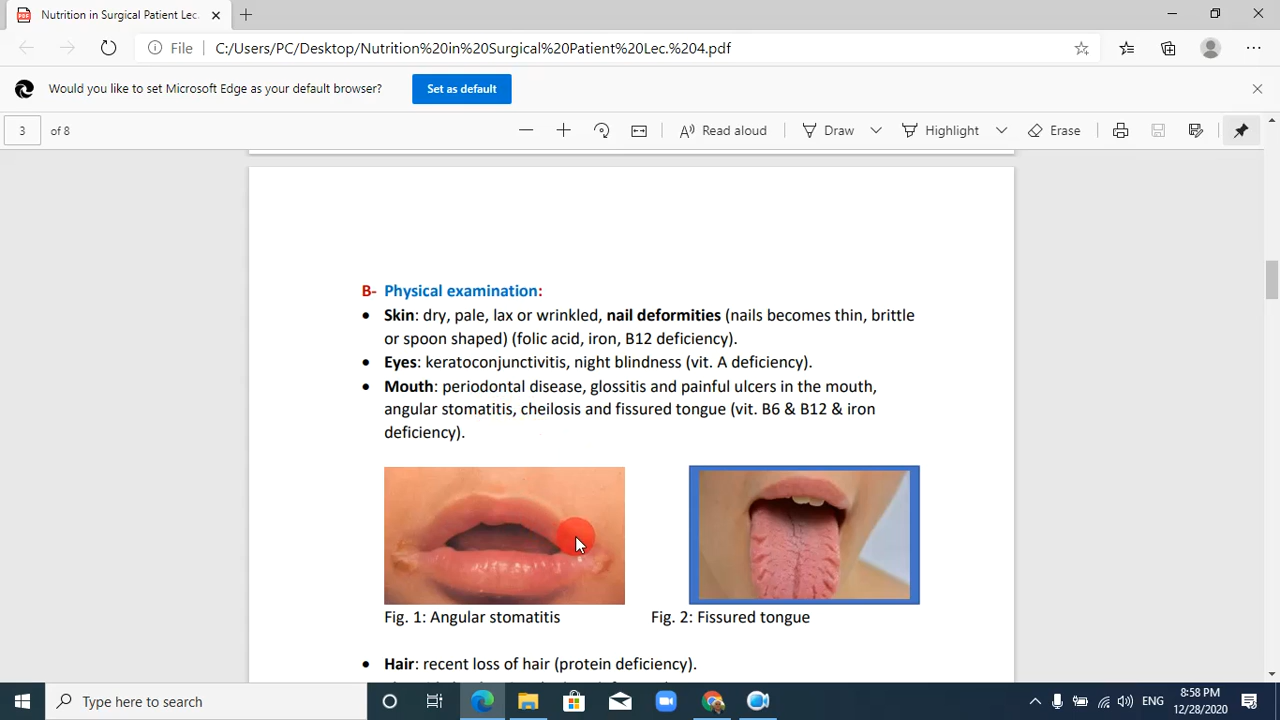 Nutrition in Surgical Patient Lec.
File
C:/Users/PC/Desktop/Nutrition%20in%20Surgical%20Patient%20Lec.%204.pdf
Would you like to set Microsoft Edge as your default browser?
Set as default
3 of 8
Read aloud
Draw
Highlight
Erase
B- Physical examination:
• Skin: dry, pale, lax or wrinkled, nail deformities (nails becomes thin, brittle
or spoon shaped) (folic acid, iron, B12 deficiency).
• Eyes: keratoconjunctivitis, night blindness (vit. A deficiency).
• Mouth: periodontal disease, glossitis and painful ulcers in the mouth,
angular stomatitis, cheilosis and fissured tongue (vit. B6 & B12 & iron
deficiency).
Fig. 1: Angular stomatitis
Fig. 2: Fissured tongue
• Hair: recent loss of hair (protein deficiency).
Type here to search
ENG
8:58 PM
12/28/2020